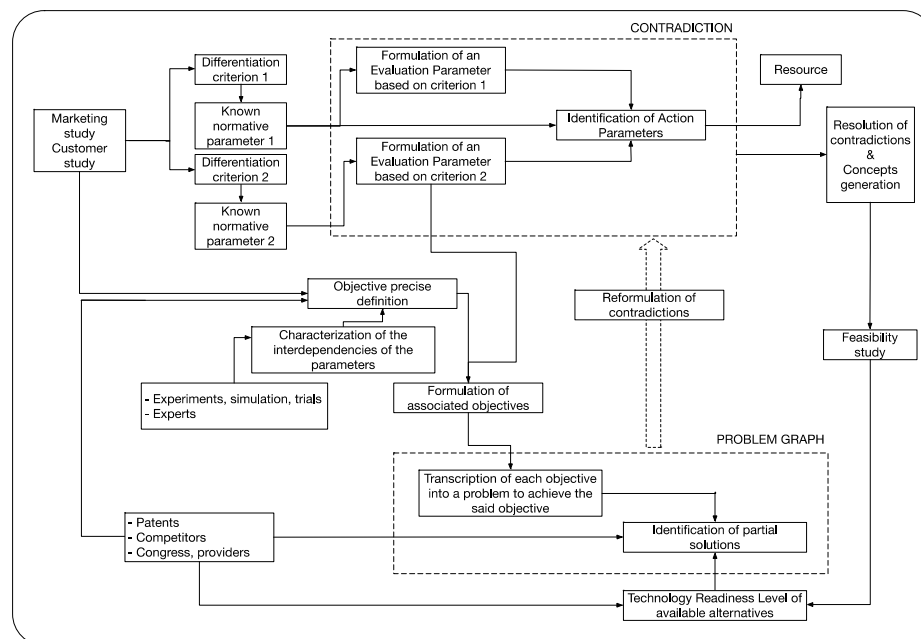 CONTRADICTION
Differentiation
criterion 1
Formulation of an
Evaluation Parameter
based on criterion 1
Resource
Marketing
study
Customer
study
Known
normative
parameter 1
Identification of Action
Parameters
Resolution of
contradictions
&
Concepts
generation
Differentiation
criterion 2
Formulation of an
Evaluation Parameter
based on criterion 2
Known
normative
parameter 2
Objective precise
definition
Reformulation of
contradictions
Characterization of the
interdependencies of the
parameters
Feasibility
study
- Experiments, simulation, trials
- Experts
Formulation of
associated objectives
PROBLEM GRAPH
Transcription of each objective
into a problem to achieve the
said objective
- Patents
- Competitors
- Congress, providers
Identification of partial
solutions
Technology Readiness Level of
available alternatives